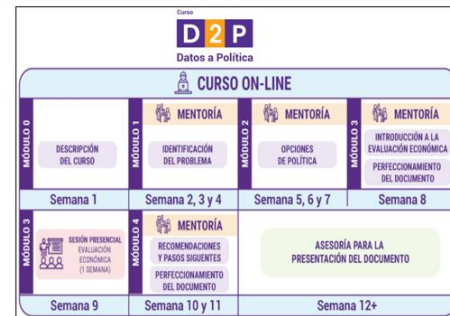 Curso
D2P
Datos a Política
CURSO ON-LINE
MÓDULO 0
DESCRIPCIÓN
DEL CURSO
Semana 1
MÓDULO 1
MENTORÍA
IDENTIFICACIÓN
DEL PROBLEMA
Semana 2, 3 y 4
MÓDULO 2
MENTORÍA
OPCIONES
DE POLÍTICA
Semana 5, 6 y 7
MÓDULO 3
MENTORÍA
INTRODUCCIÓN A LA
EVALUACIÓN ECONÓMICA
PERFECCIONAMIENTO
DEL DOCUMENTO
Semana 8
MÓDULO 3
SESIÓN PRESENCIAL
EVALUACIÓN
ECONÓMICA
(1 SEMANA)
Semana 9
MÓDULO 4
MENTORÍA
RECOMENDACIONES
Y PASOS SIGUIENTES
PERFECCIONAMIENTO
DEL DOCUMENTO
Semana 10 y 11
ASESORÍA PARA LA
PRESENTACIÓN DEL DOCUMENTO
Semana 12+